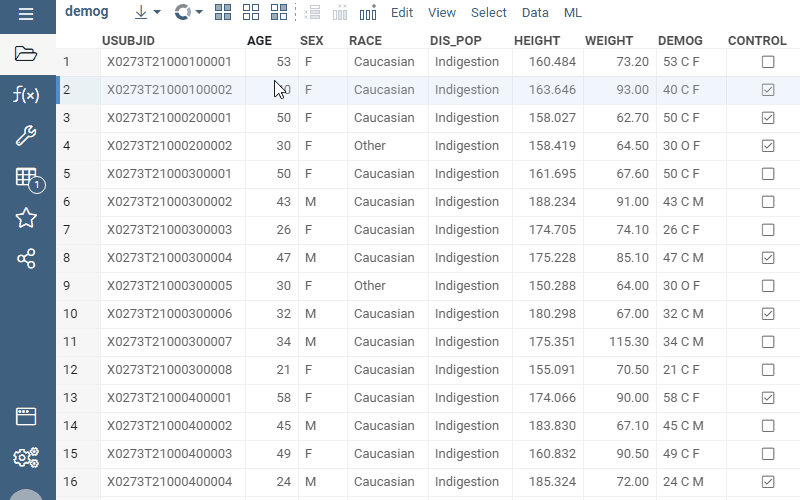 demog Edit View Select Data ML
USUBJID AGE SEX RACE DIS_POP HEIGHT WEIGHT DEMOG CONTROL
1 X0273T21000100001 53 F Caucasian Indigestion 160.484 73.20 53 C F
2 X0273T21000100002 F Caucasian Indigestion 163.646 93.00 40 C F
3 X0273T21000200001 50 F Caucasian Indigestion 158.027 62.70 50 C F
4 X0273T21000200002 30 F Other Indigestion 158.419 64.50 30 O F
5 X0273T21000300001 50 F Caucasian Indigestion 161.695 67.60 50 C F
6 X0273T21000300002 43 M Caucasian Indigestion 188.234 91.00 43 C M
7 X0273T21000300003 26 F Caucasian Indigestion 174.705 74.10 26 C F
8 X0273T21000300004 47 M Caucasian Indigestion 175.228 85.10 47 C M
9 X0273T21000300005 30 F Other Indigestion 150.288 64.00 30 O F
10 X0273T21000300006 32 M Caucasian Indigestion 180.298 67.00 32 C M
11 X0273T21000300007 34 M Caucasian Indigestion 175.351 115.30 34 C M
12 X0273T21000300008 21 F Caucasian Indigestion 155.091 70.50 21 C F
13 X0273T21000400001 58 F Caucasian Indigestion 174.066 90.00 58 C F
14 X0273T21000400002 45 M Caucasian Indigestion 183.830 67.10 45 C M
15 X0273T21000400003 49 F Caucasian Indigestion 160.832 90.50 49 C F
16 X0273T21000400004 24 M Caucasian Indigestion 185.324 72.00 24 C M
f(x)
1